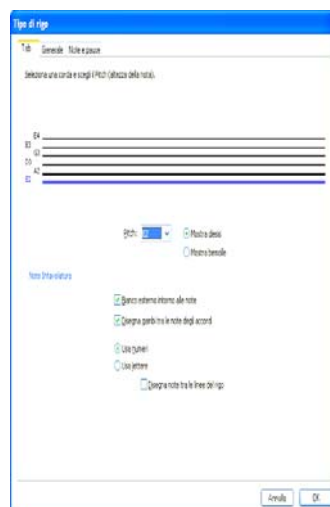 Tipo di rigo
Tab Generale Note e pause
Seleziona una corda e scegli il Pitch (altezza della nota).
E4
B3
G3
D3
A2
E2
Pitch: E2 Mostra diesis
Mostra bemolle
Note Intavolatura
Bianco esterno intorno alle note
Disegna gambi tra le note degli accordi
Usa numeri
Usa lettere
Disegna note tra le linee del rigo
Annulla OK